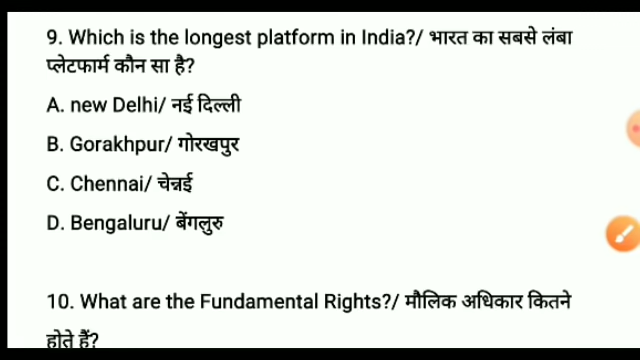 9. Which is the longest platform in India?/ भारत का सबसे लंबा
प्लेटफार्म कौन सा है?
A. new Delhi/ नई दिल्ली
B. Gorakhpur/ गोरखपुर
C. Chennai/ चेन्नई
D. Bengaluru/ बेंगलुरु
10. What are the Fundamental Rights?/ मौलिक अधिकार कितने
होते हैं?